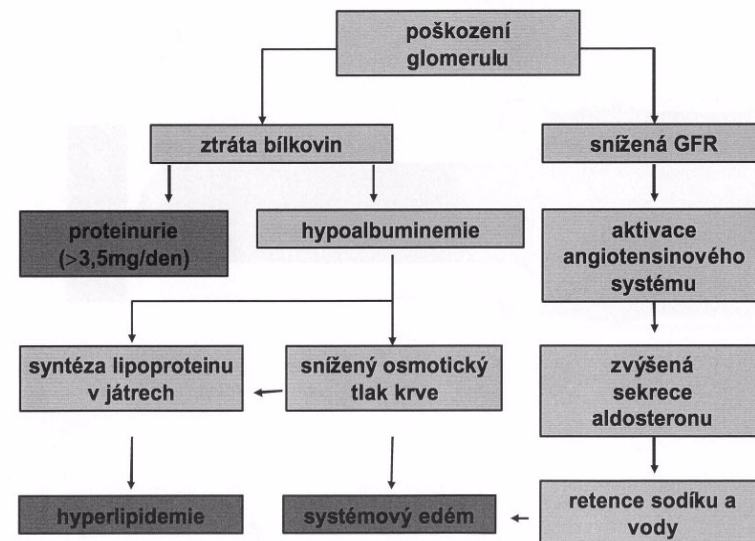 poškození
glomerulu
ztráta bílkovin
snížená GFR
proteinurie
(>3,5mg/den)
hypoalbuminemie
aktivace
angiotensinového
systému
syntéza lipoproteinu
v játrech
snížený osmotický
tlak krve
zvýšená
sekrece
aldosteronu
hyperlipidemie
systémový edém
retence sodíku a
vody